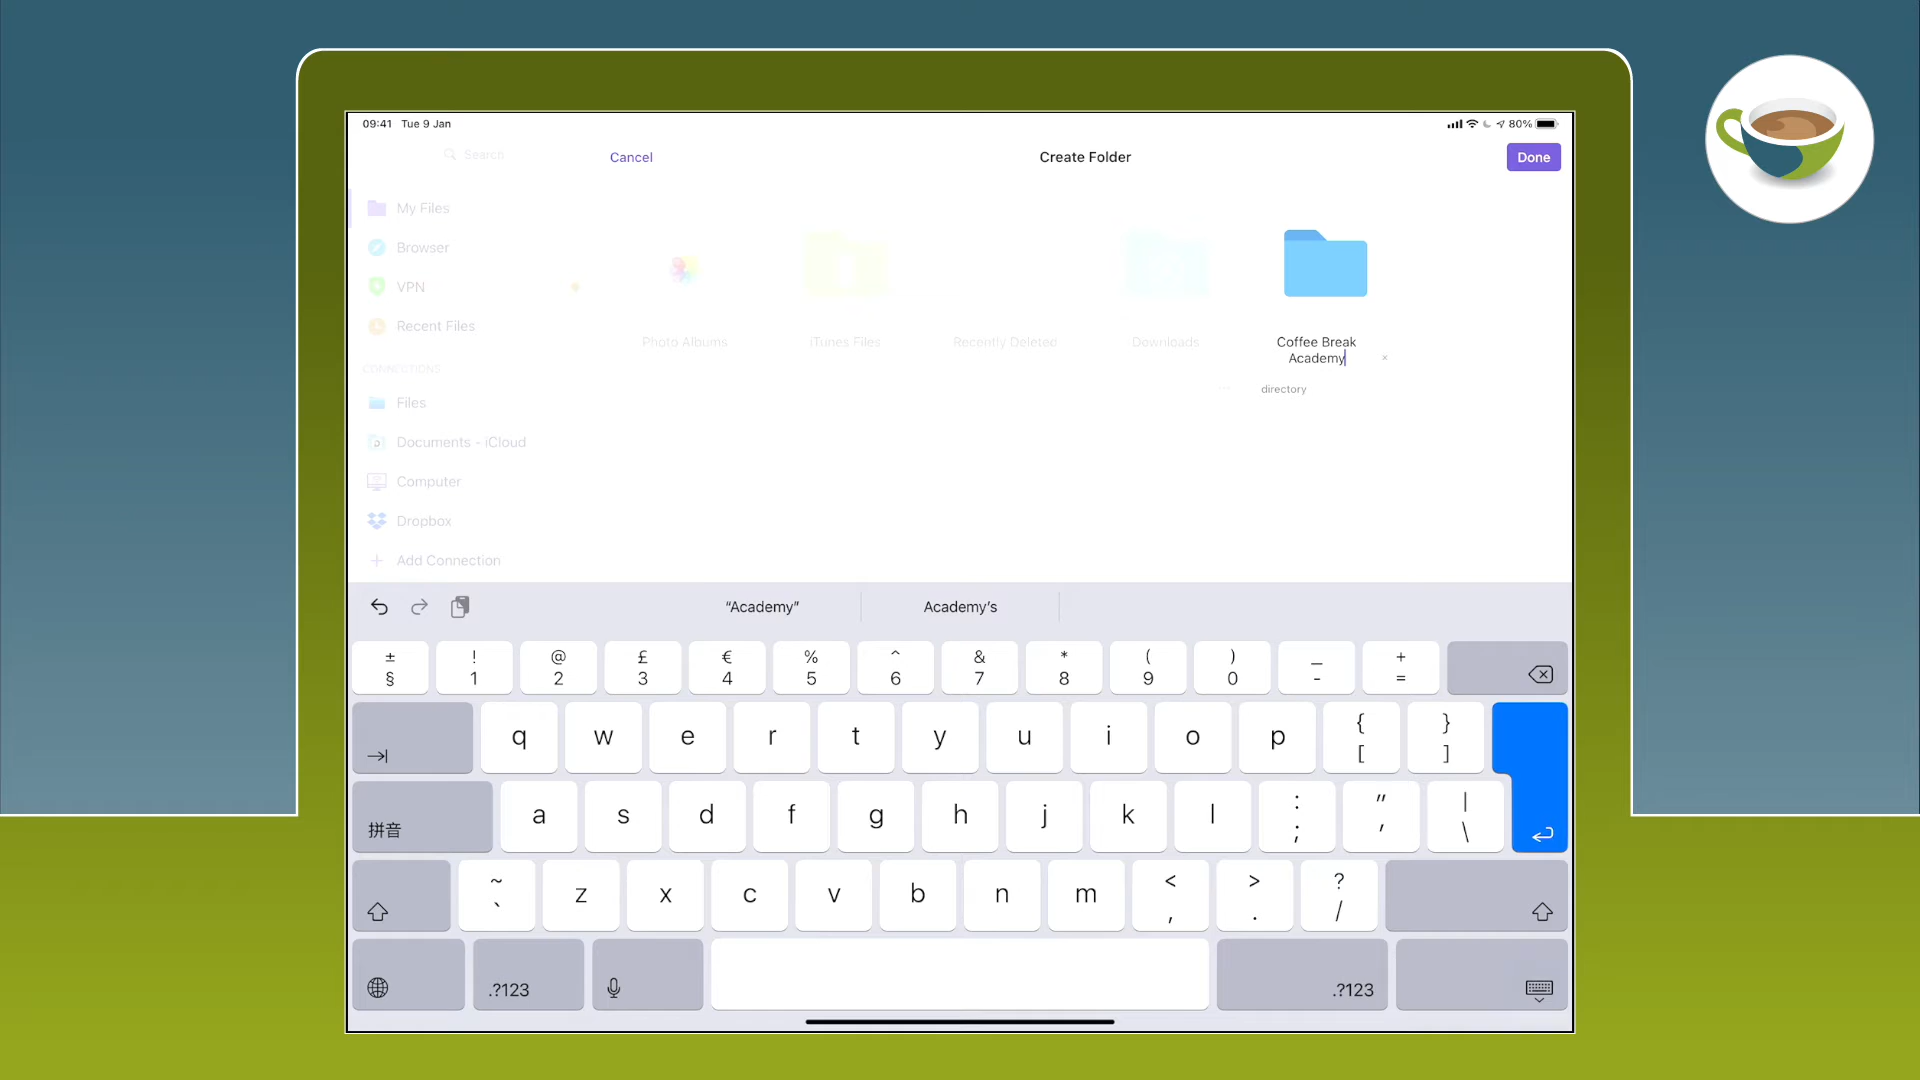 09:41 Tue 9 Jan
80%
Search
Cancel
Create Folder
Done
My Files
Browser
VPN
Recent Files
CONNECTIONS
Files
Documents - iCloud
Computer
Dropbox
Add Connection
Photo Albums
iTunes Files
Recently Deleted
Downloads
Coffee Break
Academy
directory
“Academy” Academy’s
± ! @ £ € % ^ & * ( ) _ +
§ 1 2 3 4 5 6 7 8 9 0 - =
q w e r t y u i o p { [ } ]
拼音 a s d f g h j k l : ; " ' | \
~ ` z x c v b n m < , > . ? /
.?123 .?123